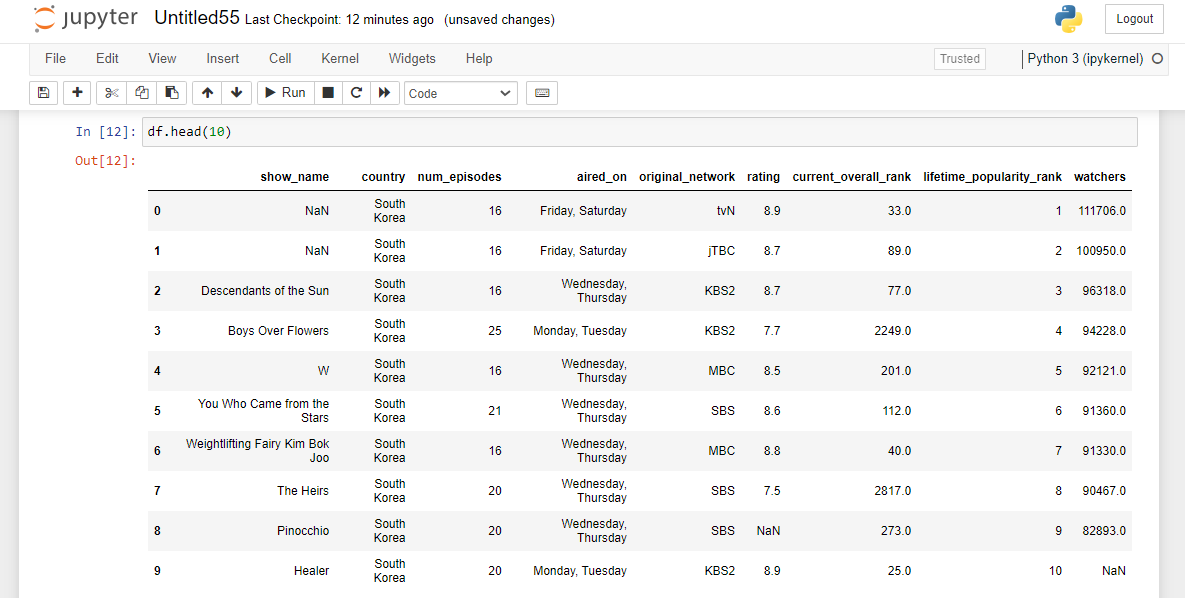 jupyter Untitled55 Last Checkpoint: 12 minutes ago (unsaved changes) Logout
File Edit View Insert Cell Kernel Widgets Help Trusted Python 3 (ipykernel)
Run Code
In [12]: df.head(10)
Out[12]:
show_name country num_episodes aired_on original_network rating current_overall_rank lifetime_popularity_rank watchers
0 NaN South Korea 16 Friday, Saturday tvN 8.9 33.0 1 111706.0
1 NaN South Korea 16 Friday, Saturday jTBC 8.7 89.0 2 100950.0
2 Descendants of the Sun South Korea 16 Wednesday, Thursday KBS2 8.7 77.0 3 96318.0
3 Boys Over Flowers South Korea 25 Monday, Tuesday KBS2 7.7 2249.0 4 94228.0
4 W South Korea 16 Wednesday, Thursday MBC 8.5 201.0 5 92121.0
5 You Who Came from the Stars South Korea 21 Wednesday, Thursday SBS 8.6 112.0 6 91360.0
6 Weightlifting Fairy Kim Bok Joo South Korea 16 Wednesday, Thursday MBC 8.8 40.0 7 91330.0
7 The Heirs South Korea 20 Wednesday, Thursday SBS 7.5 2817.0 8 90467.0
8 Pinocchio South Korea 20 Wednesday, Thursday SBS NaN 273.0 9 82893.0
9 Healer South Korea 20 Monday, Tuesday KBS2 8.9 25.0 10 NaN